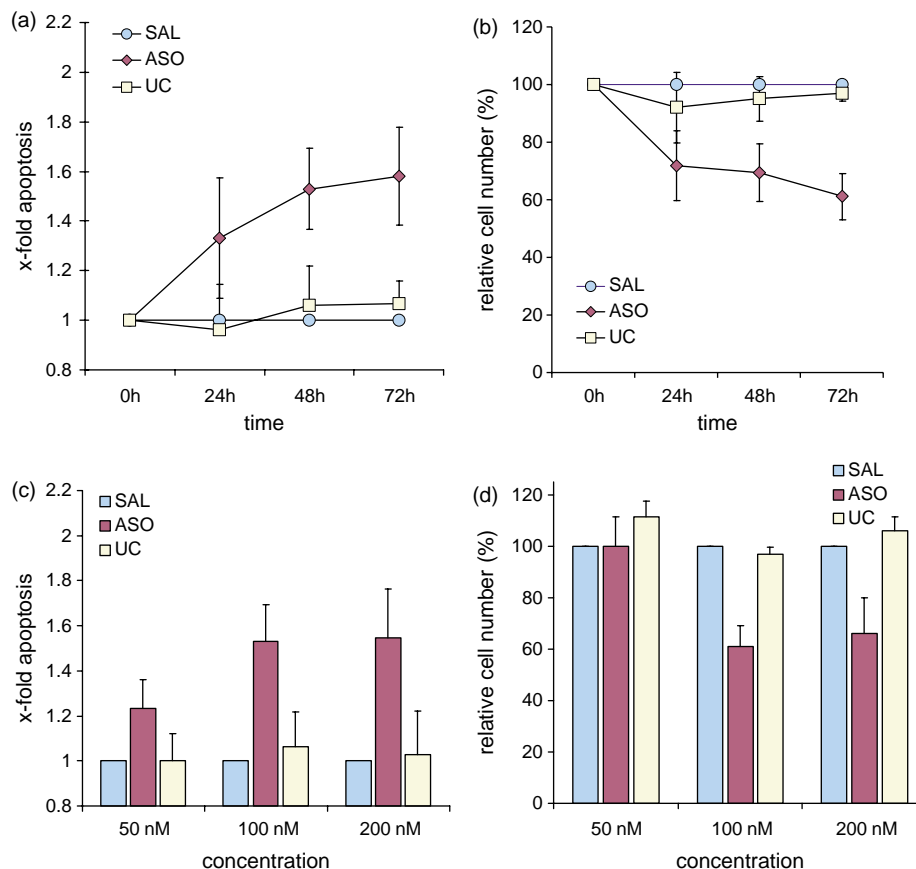 (a)
2.2
2
1.8
1.6
1.4
1.2
1
0.8
x-fold apoptosis
SAL
ASO
UC
0h 24h 48h 72h
time
(b)
120
100
80
60
40
20
0
relative cell number (%)
SAL
ASO
UC
0h 24h 48h 72h
time
(c)
2.2
2
1.8
1.6
1.4
1.2
1
0.8
x-fold apoptosis
SAL
ASO
UC
50 nM 100 nM 200 nM
concentration
(d)
120
100
80
60
40
20
0
relative cell number (%)
SAL
ASO
UC
50 nM 100 nM 200 nM
concentration